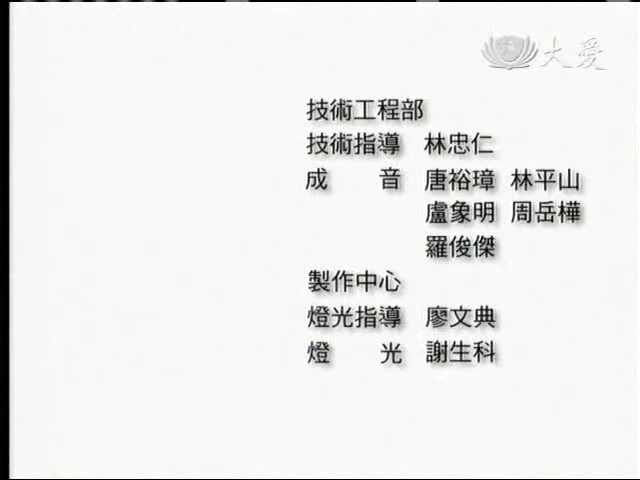 大愛
技術工程部
技術指導 林忠仁
成 音 唐裕璋 林平山
盧象明 周岳樺
羅俊傑
製作中心
燈光指導 廖文典
燈 光 謝生科